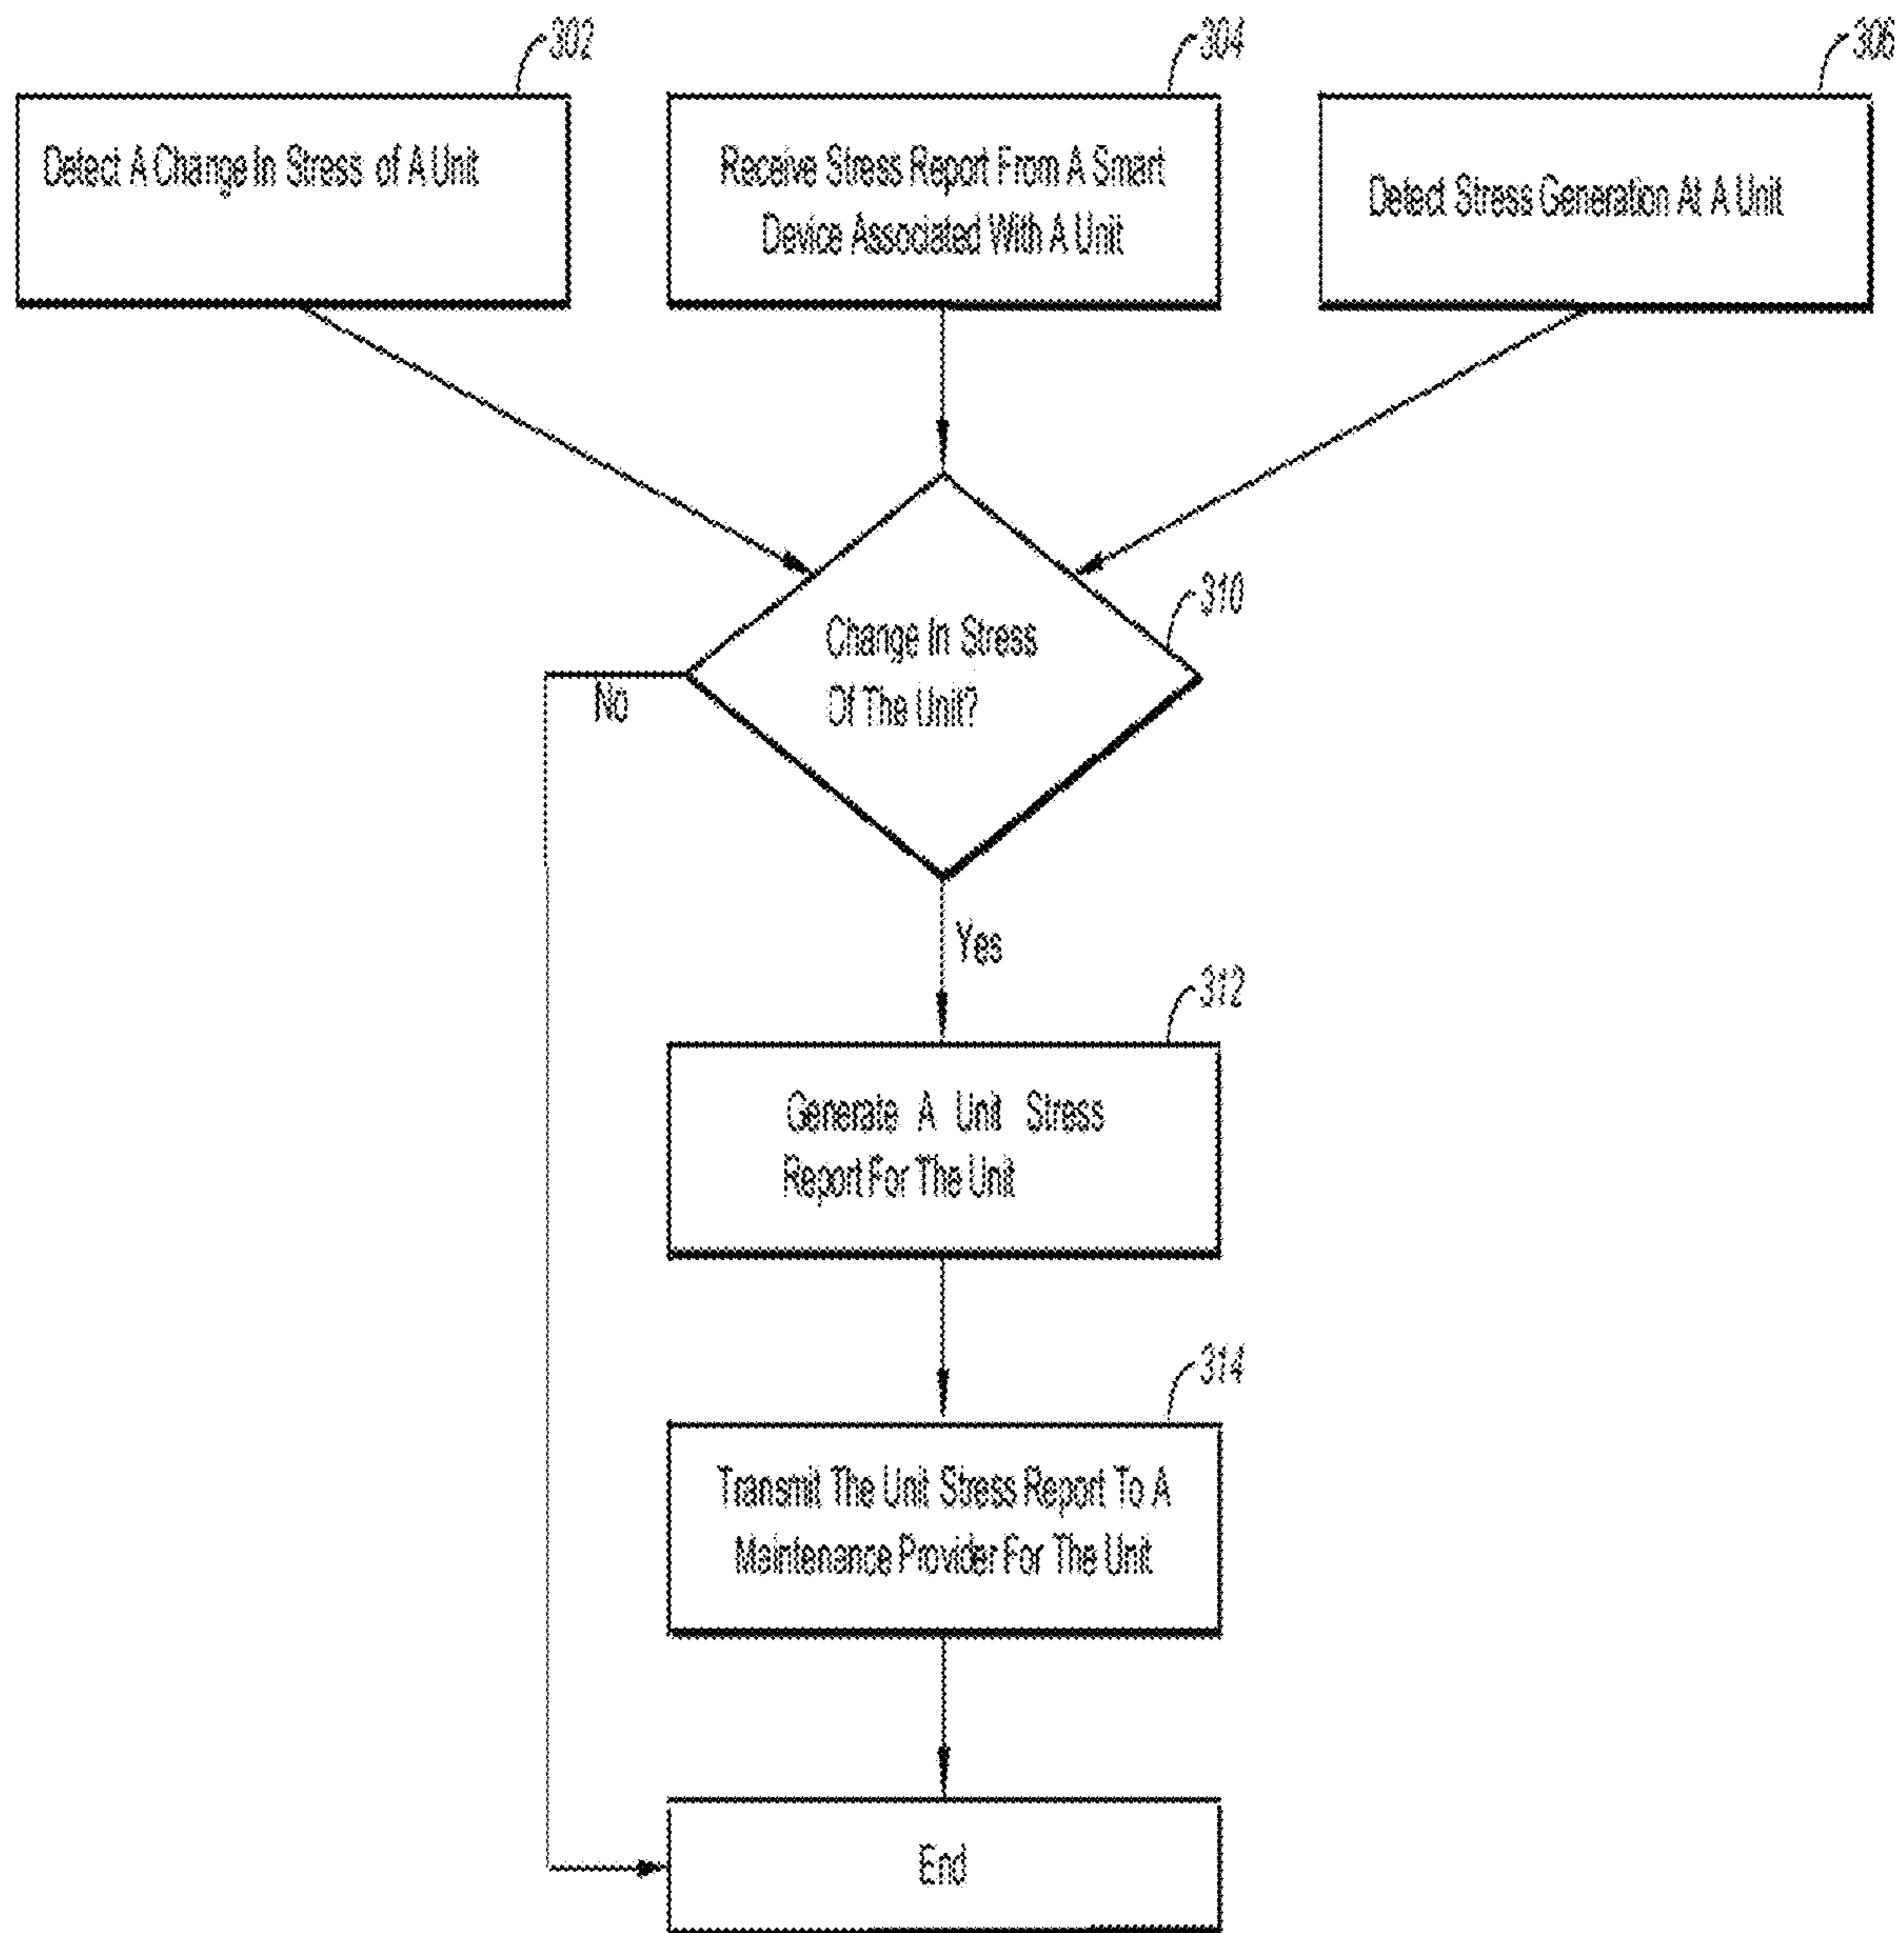 302
304
306
Detect A Change In Stress of A Unit
Receive Stress Report From A Smart
Device Associated With A Unit
Detect Stress Generation At A Unit
310
Change In Stress
Of The Unit?
No
Yes
312
Generate A Unit Stress
Report For The Unit
314
Transmit The Unit Stress Report To A
Maintenance Provider For The Unit
End